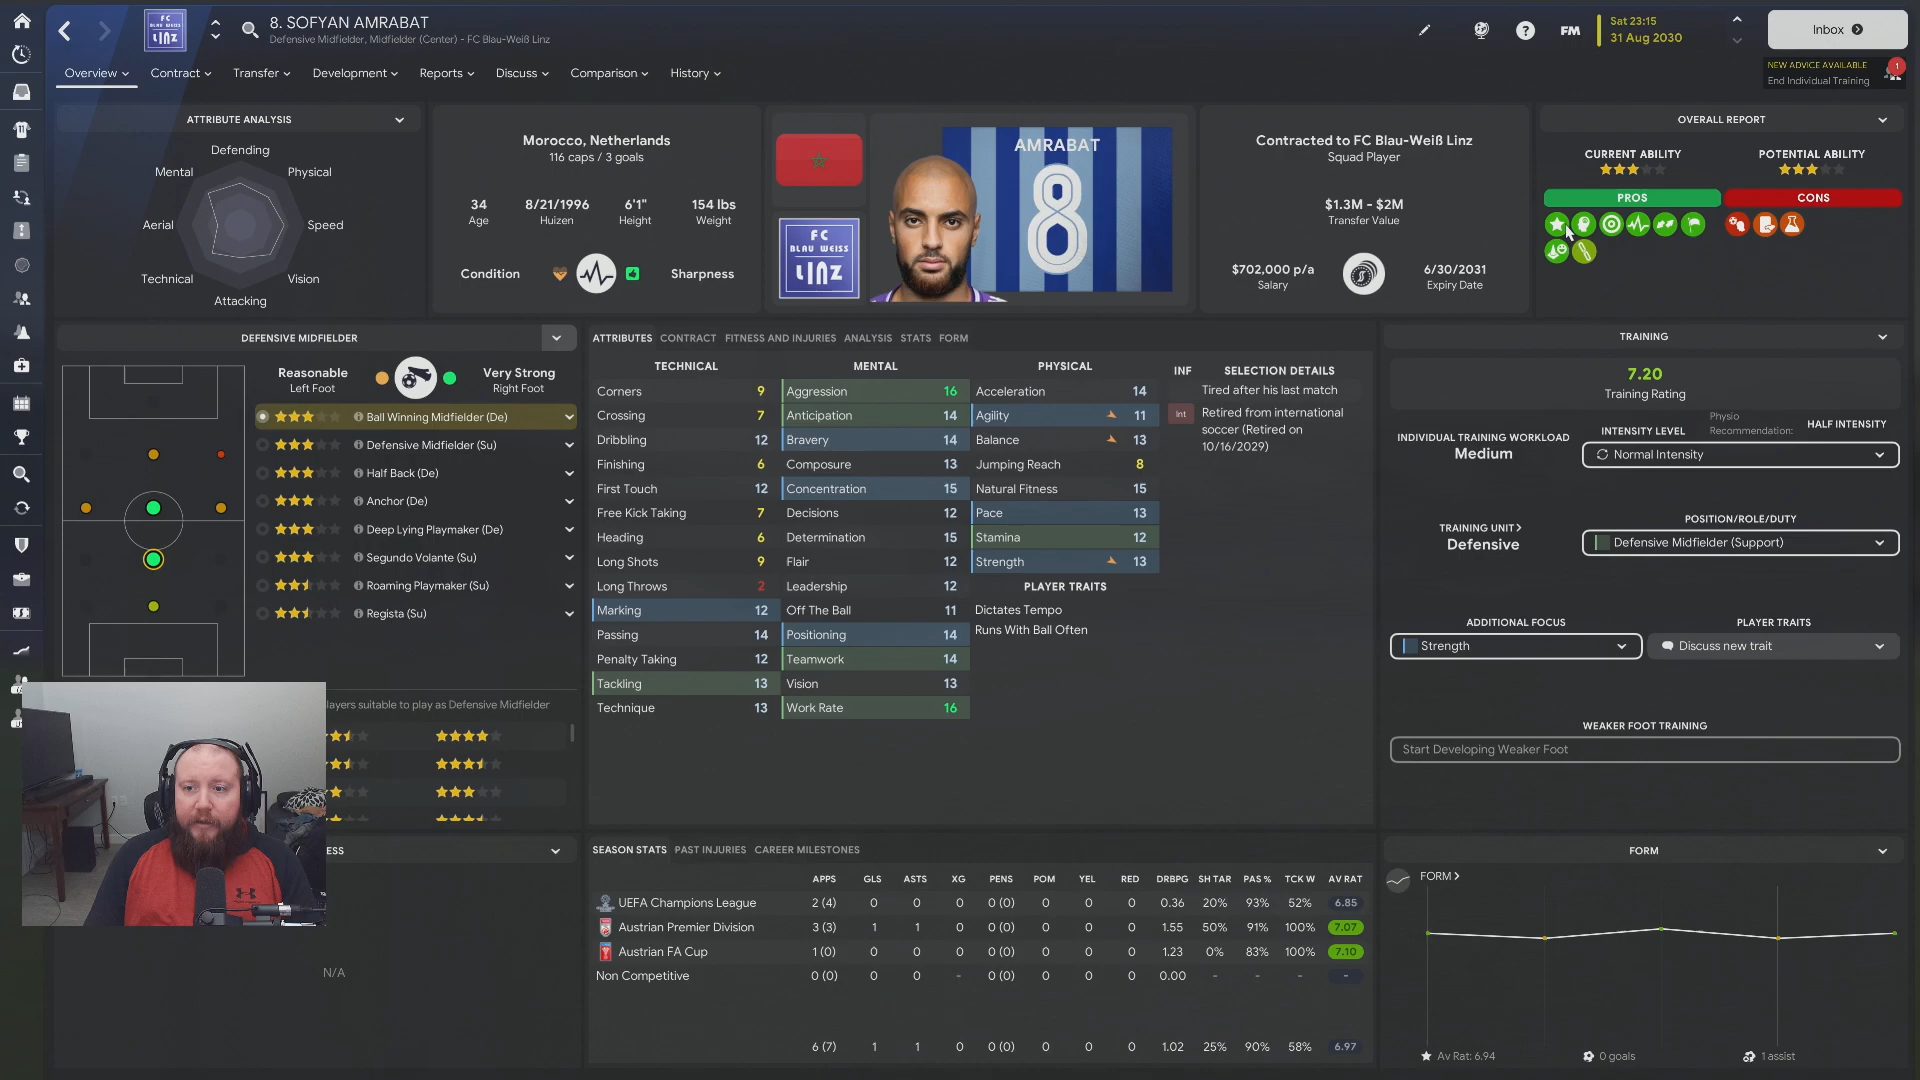 8. SOFYAN AMRABAT
Defensive Midfielder, Midfielder (Center) - FC Blau-Weiß Linz
FC
BLAU WEISS
LINZ
FM
Sat 23:15
31 Aug 2030
Inbox
Overview Contract Transfer Development Reports Discuss Comparison History
NEW ADVICE AVAILABLE
End Individual Training
1
ATTRIBUTE ANALYSIS
Defending
Mental Physical
Aerial Speed
Technical Vision
Attacking
Morocco, Netherlands
116 caps / 3 goals
34 8/21/1996 6'1" 154 lbs
Age Huizen Height Weight
Condition Sharpness
FC
BLAU WEISS
LINZ
AMRABAT
8
Contracted to FC Blau-Weiß Linz
Squad Player
$1.3M - $2M
Transfer Value
$702,000 p/a 6/30/2031
Salary Expiry Date
OVERALL REPORT
CURRENT ABILITY POTENTIAL ABILITY
PROS CONS
DEFENSIVE MIDFIELDER
Reasonable Very Strong
Left Foot Right Foot
Ball Winning Midfielder (De)
Defensive Midfielder (Su)
Half Back (De)
Anchor (De)
Deep Lying Playmaker (De)
Segundo Volante (Su)
Roaming Playmaker (Su)
Regista (Su)
layers suitable to play as Defensive Midfielder
ESS
N/A
ATTRIBUTES CONTRACT FITNESS AND INJURIES ANALYSIS STATS FORM
TECHNICAL
Corners 9
Crossing 7
Dribbling 12
Finishing 6
First Touch 12
Free Kick Taking 7
Heading 6
Long Shots 9
Long Throws 2
Marking 12
Passing 14
Penalty Taking 12
Tackling 13
Technique 13
MENTAL
Aggression 16
Anticipation 14
Bravery 14
Composure 13
Concentration 15
Decisions 12
Determination 15
Flair 12
Leadership 12
Off The Ball 11
Positioning 14
Teamwork 14
Vision 13
Work Rate 16
PHYSICAL
Acceleration 14
Agility 11
Balance 13
Jumping Reach 8
Natural Fitness 15
Pace 13
Stamina 12
Strength 13
PLAYER TRAITS
Dictates Tempo
Runs With Ball Often
INF SELECTION DETAILS
Tired after his last match
Int Retired from international
soccer (Retired on
10/16/2029)
TRAINING
7.20
Training Rating
INDIVIDUAL TRAINING WORKLOAD
Medium
INTENSITY LEVEL
Physio
Recommendation:
HALF INTENSITY
Normal Intensity
TRAINING UNIT
Defensive
POSITION/ROLE/DUTY
Defensive Midfielder (Support)
ADDITIONAL FOCUS PLAYER TRAITS
Strength Discuss new trait
WEAKER FOOT TRAINING
Start Developing Weaker Foot
SEASON STATS PAST INJURIES CAREER MILESTONES
APPS GLS ASTS XG PENS POM YEL RED DRBPG SH TAR PAS % TCK W AV RAT
UEFA Champions League 2 (4) 0 0 0 0 (0) 0 0 0 0.36 20% 93% 52% 6.85
Austrian Premier Division 3 (3) 1 1 0 0 (0) 0 0 0 1.55 50% 91% 100% 7.07
Austrian FA Cup 1 (0) 0 0 0 0 (0) 0 0 0 1.23 0% 83% 100% 7.10
Non Competitive 0 (0) 0 0 - 0 (0) 0 0 0 0.00 - - - -
6 (7) 1 1 0 0 (0) 0 0 0 1.02 25% 90% 58% 6.97
FORM
FORM
Av Rat: 6.94 0 goals 1 assist